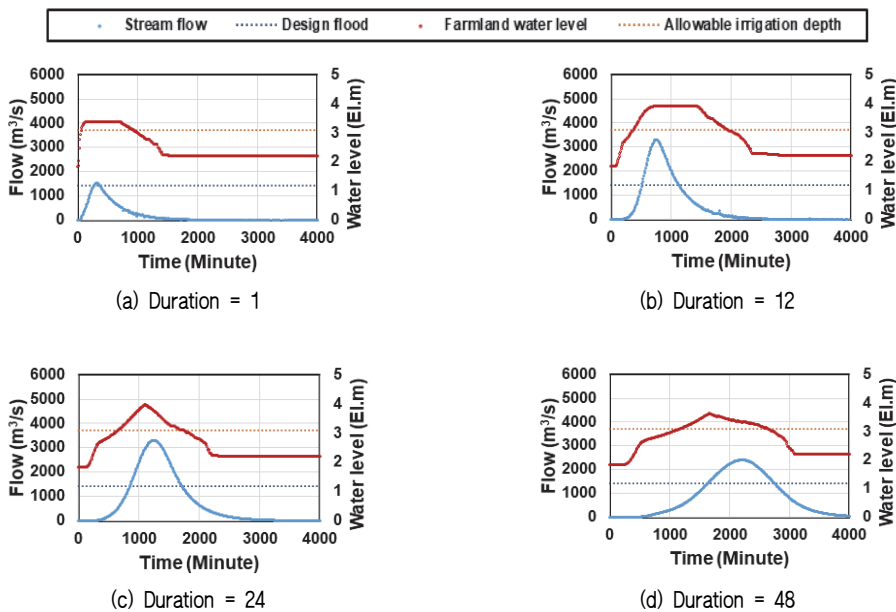 Stream flow Design flood Farmland water level Allowable irrigation depth
6000 5000 4000 3000 2000 1000 0
Flow (m³/s)
5 4 3 2 1 0
Water level (El.m)
0 1000 2000 3000 4000
Time (Minute)
(a) Duration = 1
6000 5000 4000 3000 2000 1000 0
Flow (m³/s)
5 4 3 2 1 0
Water level (El.m)
0 1000 2000 3000 4000
Time (Minute)
(b) Duration = 12
6000 5000 4000 3000 2000 1000 0
Flow (m³/s)
5 4 3 2 1 0
Water level (El.m)
0 1000 2000 3000 4000
Time (Minute)
(c) Duration = 24
6000 5000 4000 3000 2000 1000 0
Flow (m³/s)
5 4 3 2 1 0
Water level (El.m)
0 1000 2000 3000 4000
Time (Minute)
(d) Duration = 48